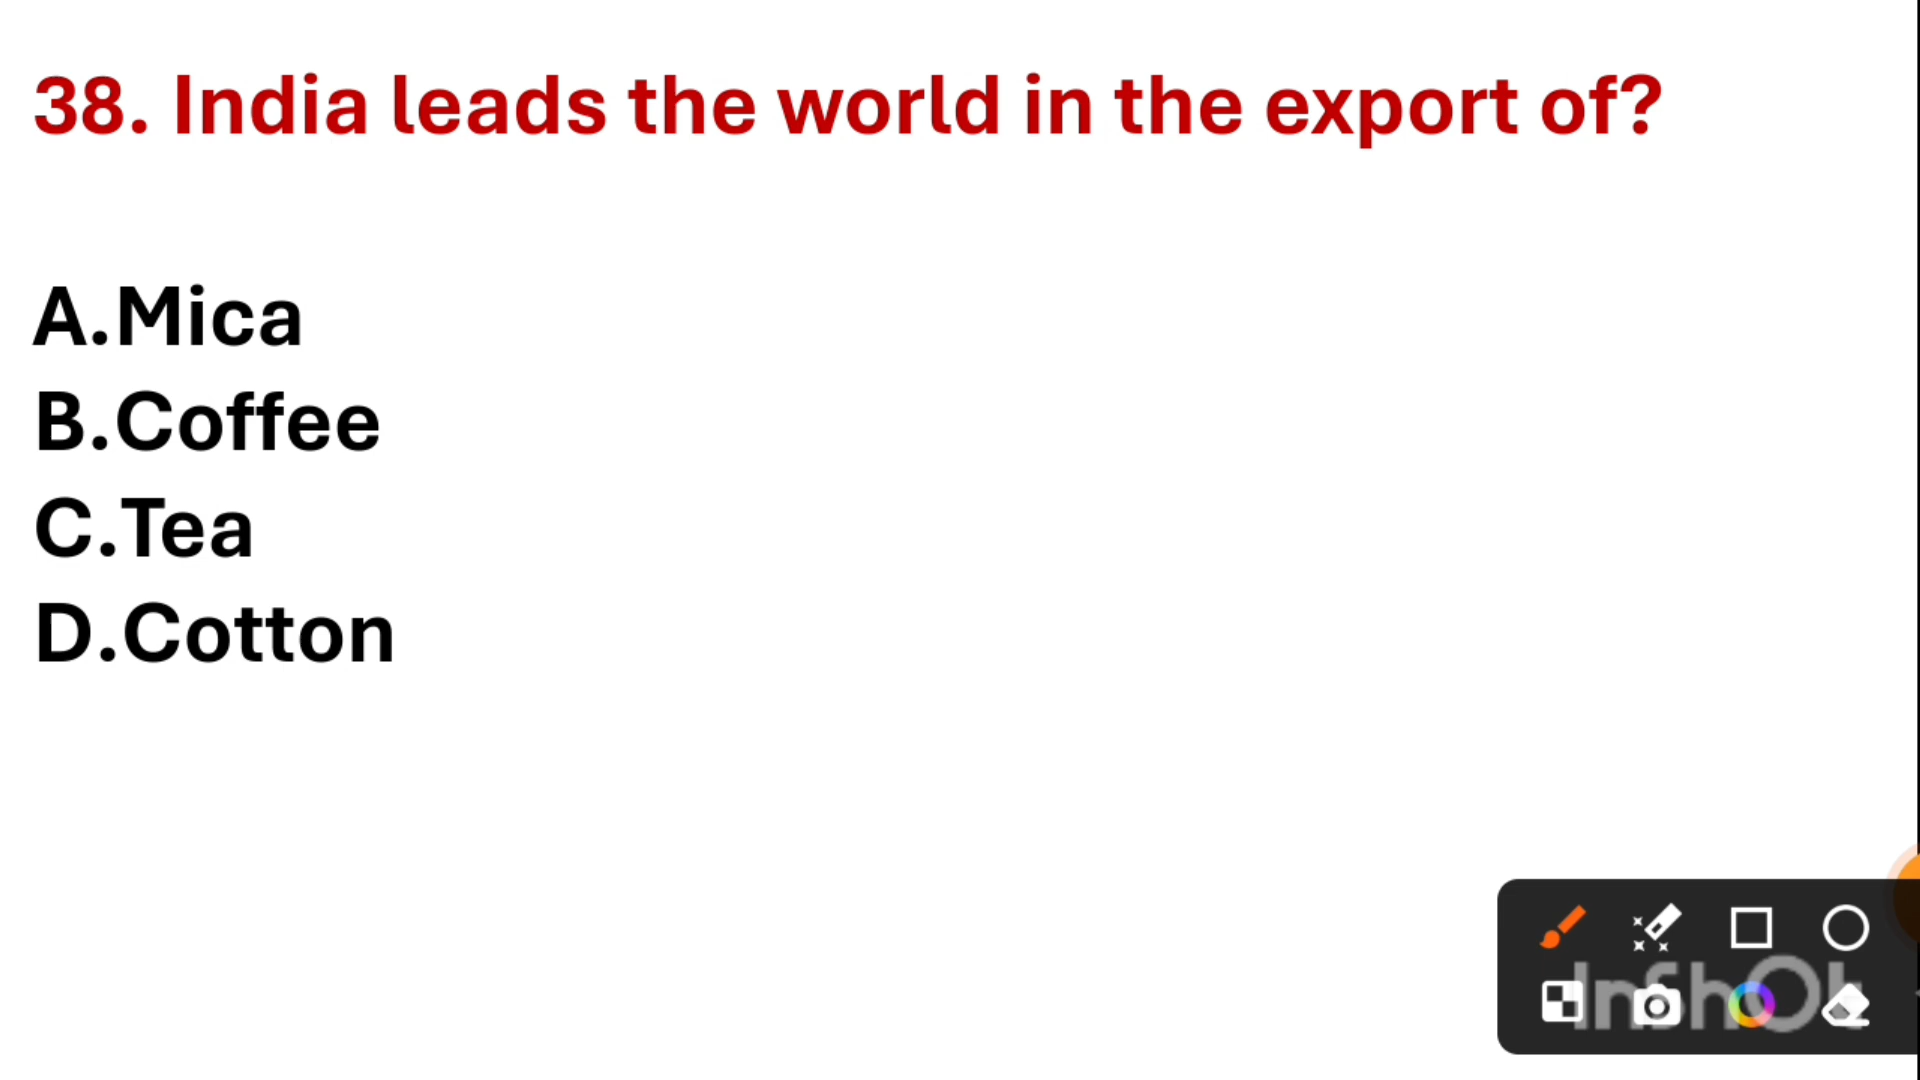 38. India leads the world in the export of?
A.Mica
B.Coffee
C.Tea
D.Cotton